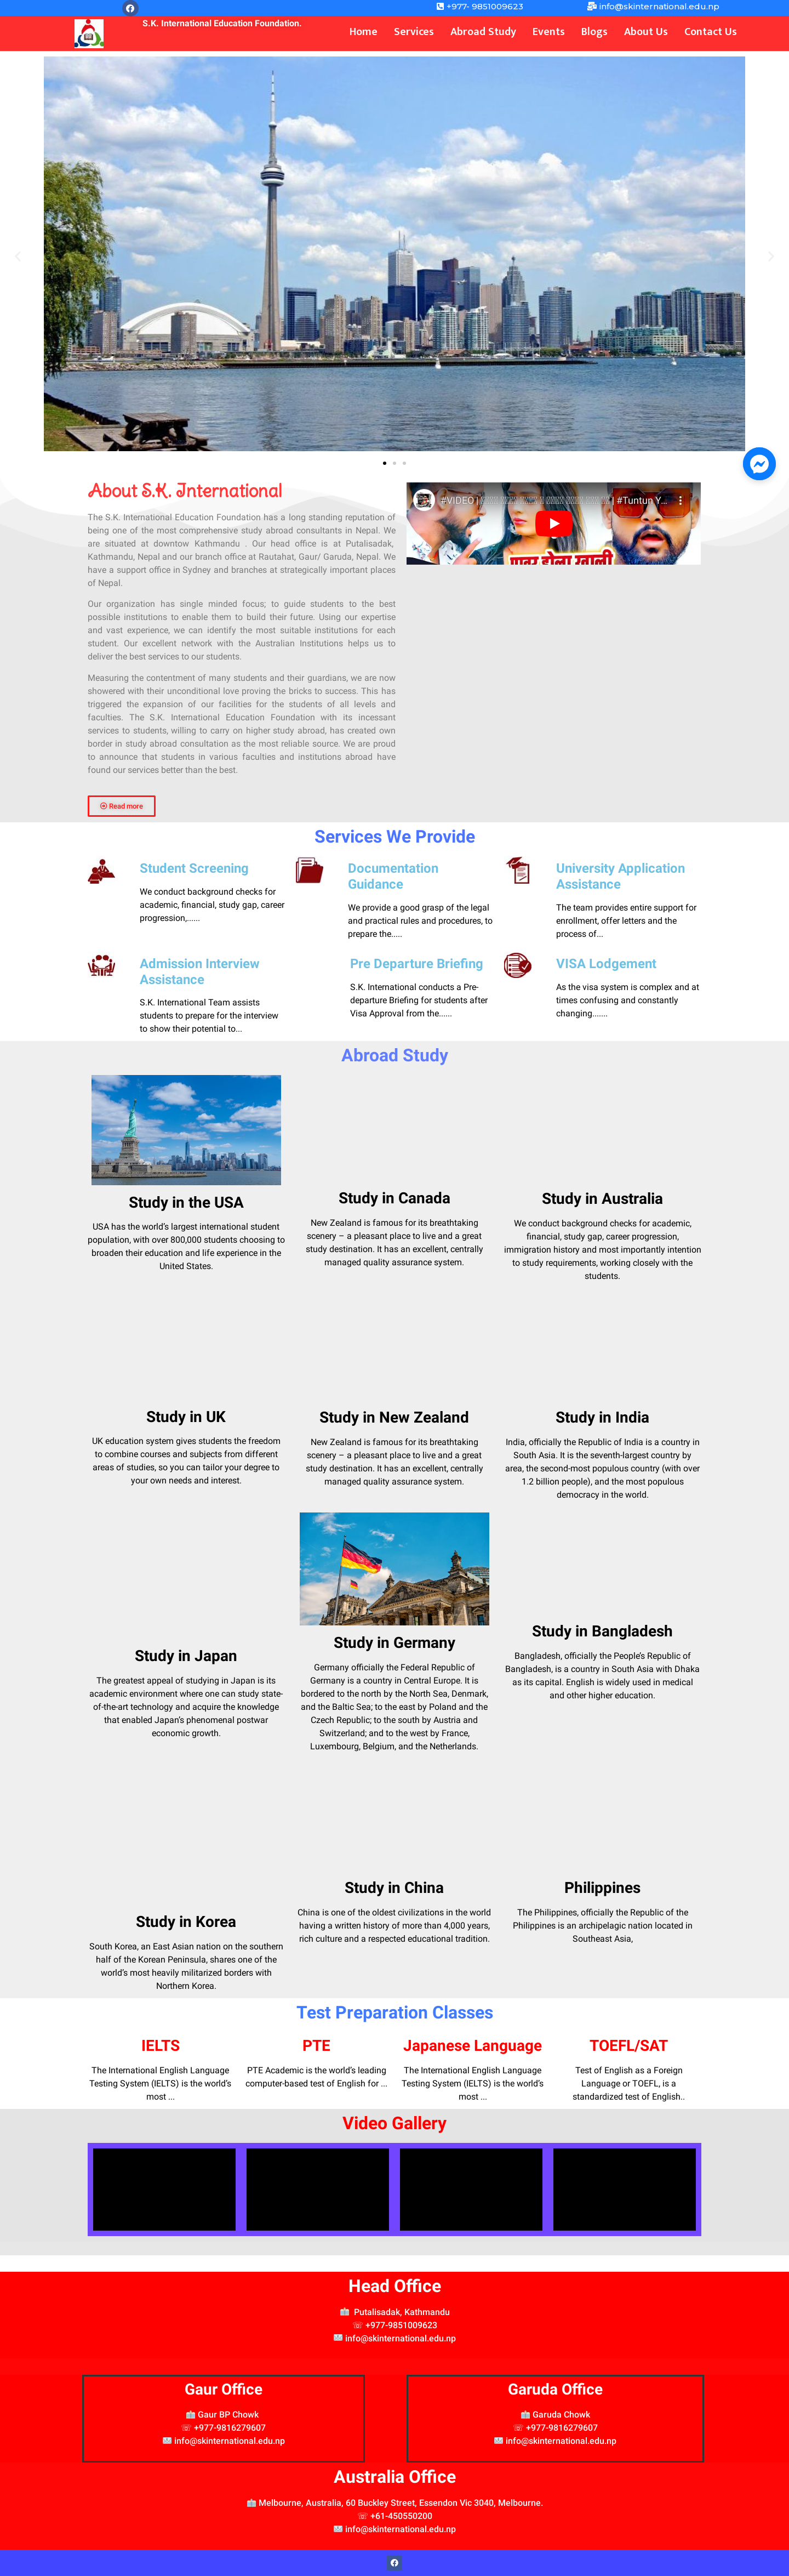 +977- 9851009623
info@skinternational.edu.np
S.K. International Education Foundation.
Home Services Abroad Study Events Blogs About Us Contact Us
About S.K. International
The S.K. International Education Foundation has a long standing reputation of
being one of the most comprehensive study abroad consultants in Nepal. We
are situated at downtow Kathmandu . Our head office is at Putalisadak,
Kathmandu, Nepal and our branch office at Rautahat, Gaur/ Garuda, Nepal. We
have a support office in Sydney and branches at strategically important places
of Nepal.
Our organization has single minded focus; to guide students to the best
possible institutions to enable them to build their future. Using our expertise
and vast experience, we can identify the most suitable institutions for each
student. Our excellent network with the Australian Institutions helps us to
deliver the best services to our students.
Measuring the contentment of many students and their guardians, we are now
showered with their unconditional love proving the bricks to success. This has
triggered the expansion of our facilities for the students of all levels and
faculties. The S.K. International Education Foundation with its incessant
services to students, willing to carry on higher study abroad, has created own
border in study abroad consultation as the most reliable source. We are proud
to announce that students in various faculties and institutions abroad have
found our services better than the best.
Read more
#VIDEO | | #Tuntun Y...
पावर होला खाली
Services We Provide
Student Screening
We conduct background checks for
academic, financial, study gap, career
progression,......
Documentation
Guidance
We provide a good grasp of the legal
and practical rules and procedures, to
prepare the.....
University Application
Assistance
The team provides entire support for
enrollment, offer letters and the
process of...
Admission Interview
Assistance
S.K. International Team assists
students to prepare for the interview
to show their potential to...
Pre Departure Briefing
S.K. International conducts a Pre-
departure Briefing for students after
Visa Approval from the......
VISA Lodgement
As the visa system is complex and at
times confusing and constantly
changing.......
Abroad Study
Study in the USA
USA has the world's largest international student
population, with over 800,000 students choosing to
broaden their education and life experience in the
United States.
Study in Canada
New Zealand is famous for its breathtaking
scenery – a pleasant place to live and a great
study destination. It has an excellent, centrally
managed quality assurance system.
Study in Australia
We conduct background checks for academic,
financial, study gap, career progression,
immigration history and most importantly intention
to study requirements, working closely with the
students.
Study in UK
UK education system gives students the freedom
to combine courses and subjects from different
areas of studies, so you can tailor your degree to
your own needs and interest.
Study in New Zealand
New Zealand is famous for its breathtaking
scenery – a pleasant place to live and a great
study destination. It has an excellent, centrally
managed quality assurance system.
Study in India
India, officially the Republic of India is a country in
South Asia. It is the seventh-largest country by
area, the second-most populous country (with over
1.2 billion people), and the most populous
democracy in the world.
Study in Japan
The greatest appeal of studying in Japan is its
academic environment where one can study state-
of-the-art technology and acquire the knowledge
that enabled Japan's phenomenal postwar
economic growth.
Study in Germany
Germany officially the Federal Republic of
Germany is a country in Central Europe. It is
bordered to the north by the North Sea, Denmark,
and the Baltic Sea; to the east by Poland and the
Czech Republic; to the south by Austria and
Switzerland; and to the west by France,
Luxembourg, Belgium, and the Netherlands.
Study in Bangladesh
Bangladesh, officially the People's Republic of
Bangladesh, is a country in South Asia with Dhaka
as its capital. English is widely used in medical
and other higher education.
Study in Korea
South Korea, an East Asian nation on the southern
half of the Korean Peninsula, shares one of the
world's most heavily militarized borders with
Northern Korea.
Study in China
China is one of the oldest civilizations in the world
having a written history of more than 4,000 years,
rich culture and a respected educational tradition.
Philippines
The Philippines, officially the Republic of the
Philippines is an archipelagic nation located in
Southeast Asia,
Test Preparation Classes
IELTS
The International English Language
Testing System (IELTS) is the world's
most ...
PTE
PTE Academic is the world's leading
computer-based test of English for ...
Japanese Language
The International English Language
Testing System (IELTS) is the world's
most ...
TOEFL/SAT
Test of English as a Foreign
Language or TOEFL, is a
standardized test of English..
Video Gallery
Head Office
Putalisadak, Kathmandu
☏ +977-9851009623
info@skinternational.edu.np
Gaur Office
Gaur BP Chowk
☏ +977-9816279607
info@skinternational.edu.np
Garuda Office
Garuda Chowk
☏ +977-9816279607
info@skinternational.edu.np
Australia Office
Melbourne, Australia, 60 Buckley Street, Essendon Vic 3040, Melbourne.
☏ +61-450550200
info@skinternational.edu.np